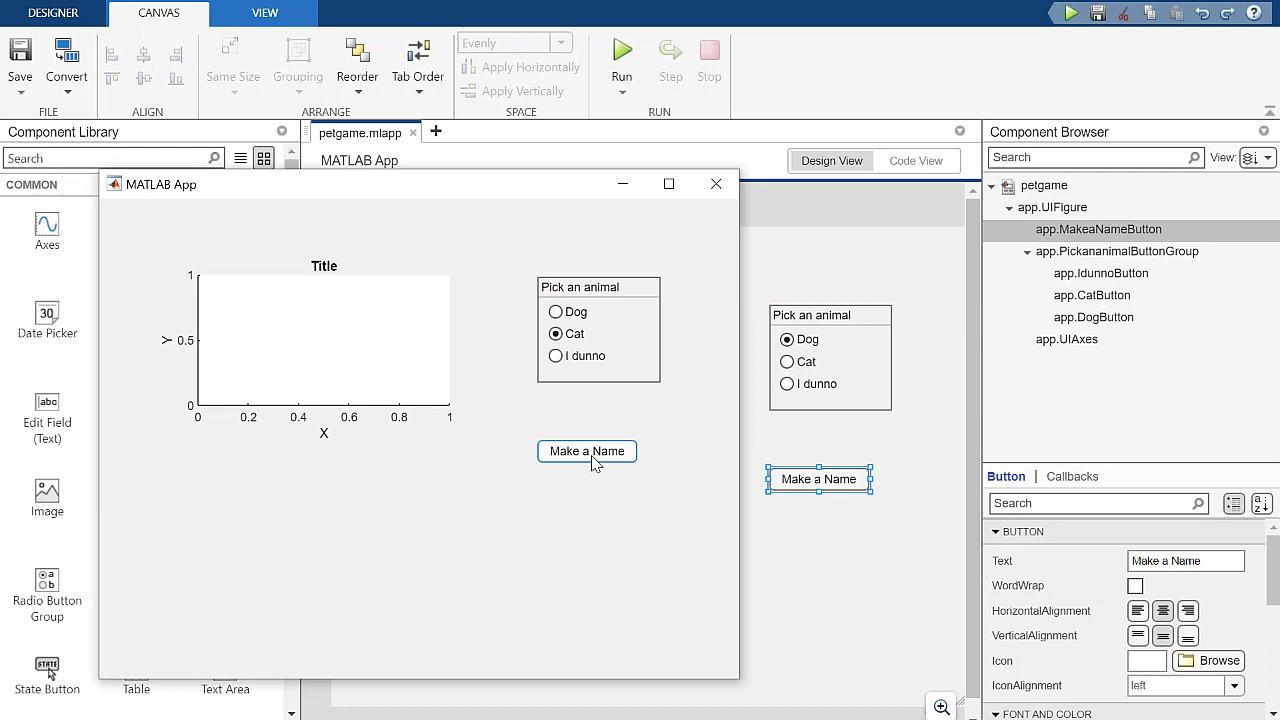 DESIGNER
CANVAS
VIEW
Save
Convert
FILE
ALIGN
Same Size
Grouping
Reorder
Tab Order
ARRANGE
Evenly
Apply Horizontally
Apply Vertically
SPACE
Run
Step
Stop
RUN
Component Library
Search
COMMON
Axes
30
Date Picker
abc
Edit Field
(Text)
Image
a
b
Radio Button
Group
STATE
State Button
Table
Text Area
petgame.mlapp
MATLAB App
Design View
Code View
MATLAB App
Title
1
Y
0.5
0
0
0.2
0.4
0.6
0.8
1
X
Pick an animal
Dog
Cat
I dunno
Make a Name
Pick an animal
Dog
Cat
I dunno
Make a Name
Component Browser
Search
View:
petgame
app.UIFigure
app.MakeaNameButton
app.PickananimalButtonGroup
app.IdunnoButton
app.CatButton
app.DogButton
app.UIAxes
Button | Callbacks
Search
BUTTON
Text
Make a Name
WordWrap
HorizontalAlignment
VerticalAlignment
Icon
Browse
IconAlignment
left
FONT AND COLOR